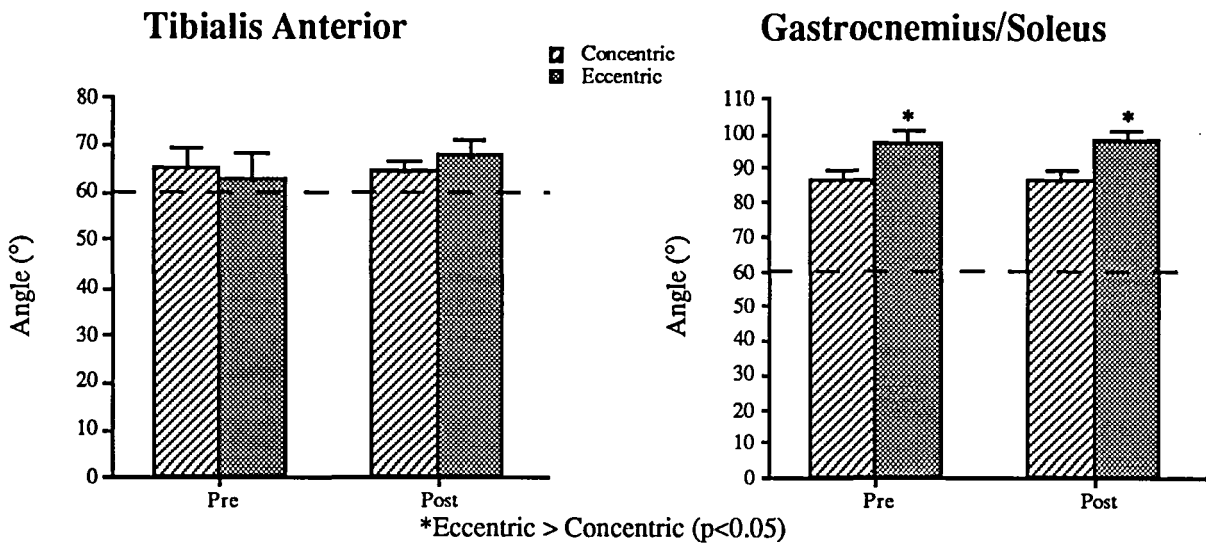 Tibialis Anterior
Gastrocnemius/Soleus
Concentric
Eccentric
Angle (°)
80
70
60
50
40
30
20
10
0
Pre
Post
Angle (°)
110
100
90
80
70
60
50
40
30
20
10
0
*
*
Pre
Post
*Eccentric > Concentric (p<0.05)